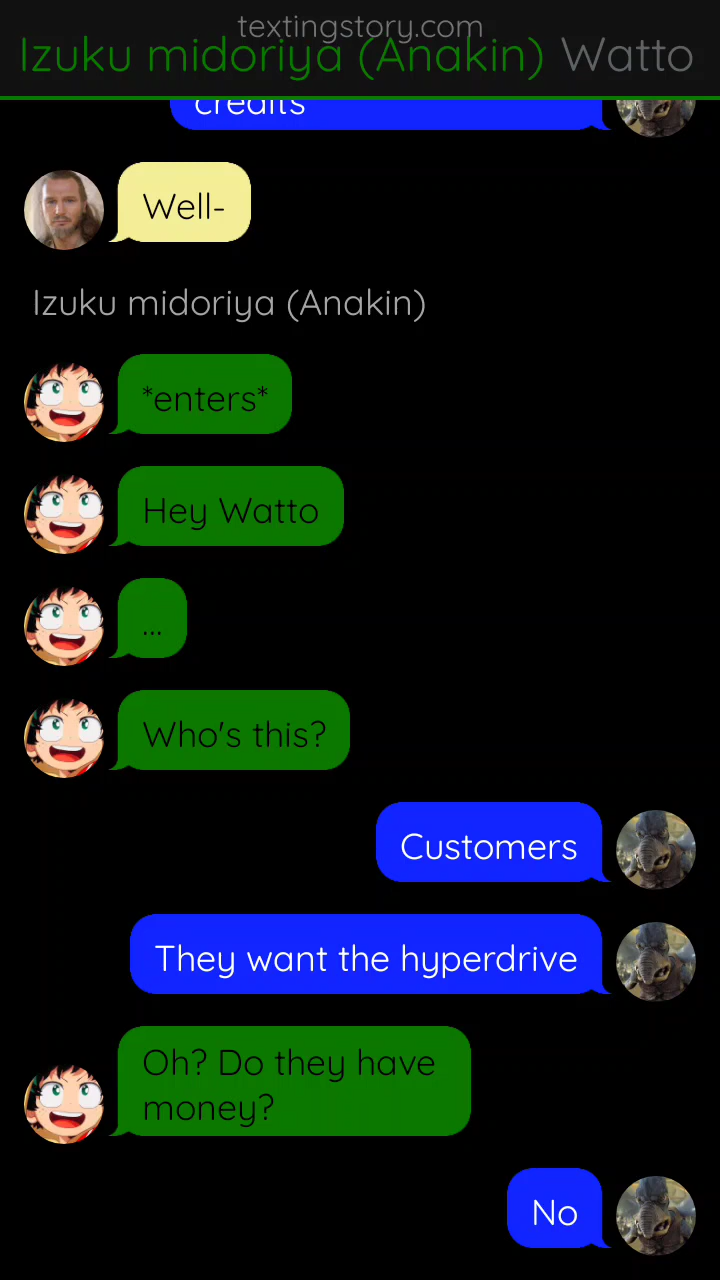 textingstory.com
Izuku midoriya (Anakin) Watto
credits
Well-
Izuku midoriya (Anakin)
*enters*
Hey Watto
...
Who's this?
Customers
They want the hyperdrive
Oh? Do they have
money?
No